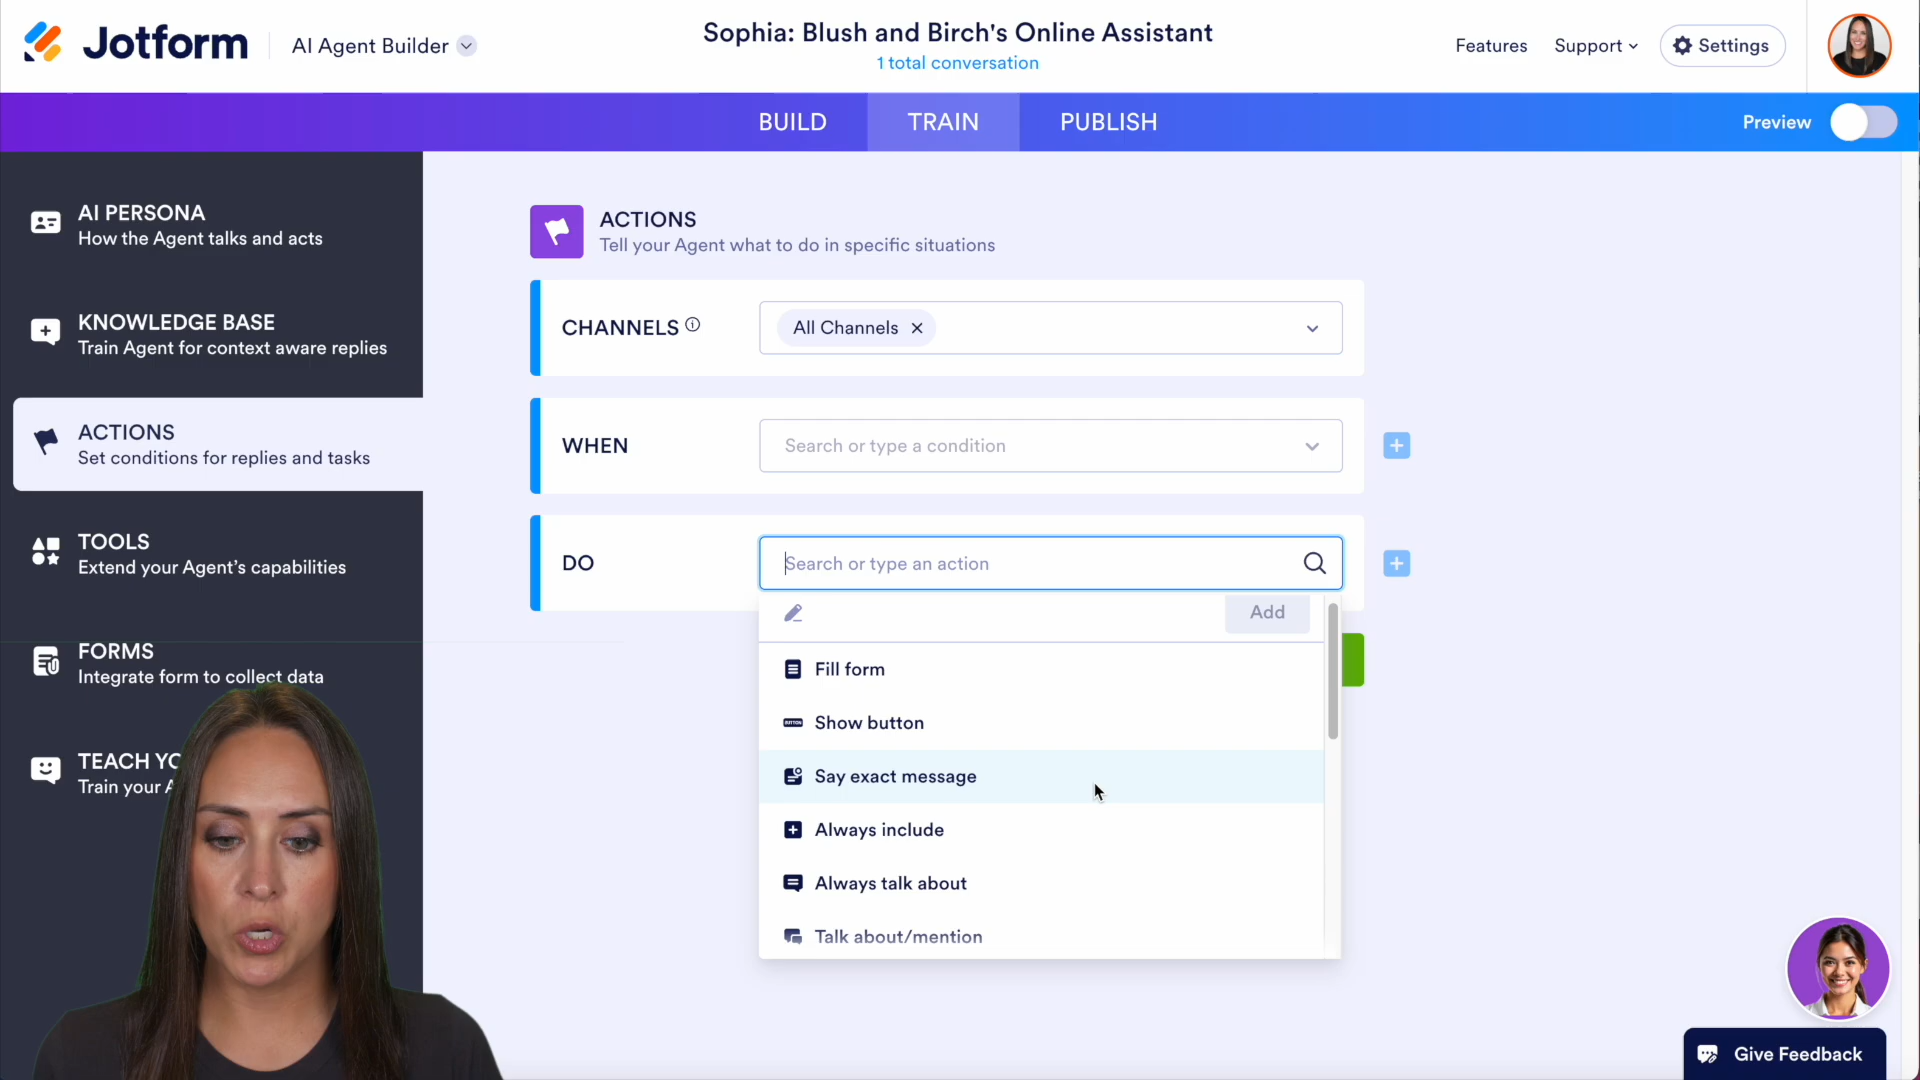 Jotform
AI Agent Builder
Sophia: Blush and Birch's Online Assistant
1 total conversation
Features
Support
Settings
BUILD
TRAIN
PUBLISH
Preview
AI PERSONA
How the Agent talks and acts
KNOWLEDGE BASE
Train Agent for context aware replies
ACTIONS
Set conditions for replies and tasks
TOOLS
Extend your Agent's capabilities
FORMS
Integrate form to collect data
TEACH YO
Train your A
ACTIONS
Tell your Agent what to do in specific situations
CHANNELS
All Channels
WHEN
Search or type a condition
DO
Search or type an action
Add
Fill form
BUTTON
Show button
Say exact message
Always include
Always talk about
Talk about/mention
Give Feedback